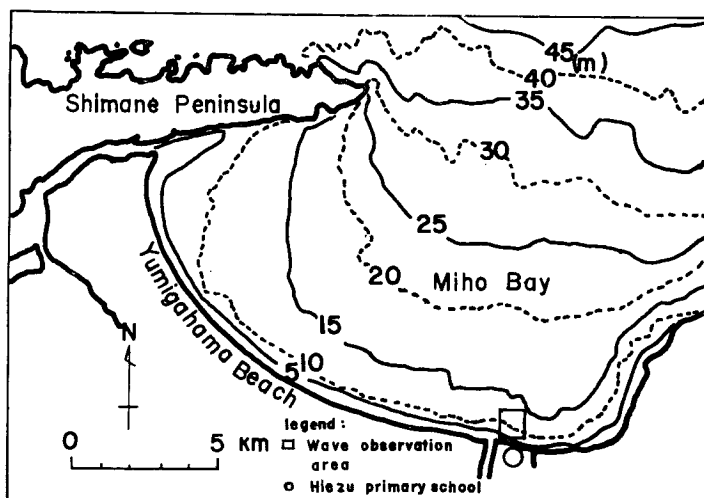 45 (m)
40
35
Shimane Peninsula
30
25
20
Miho Bay
15
10
5
Yumigahama Beach
N
0 5 Km
legend:
Wave observation
area
Hiezu primary school